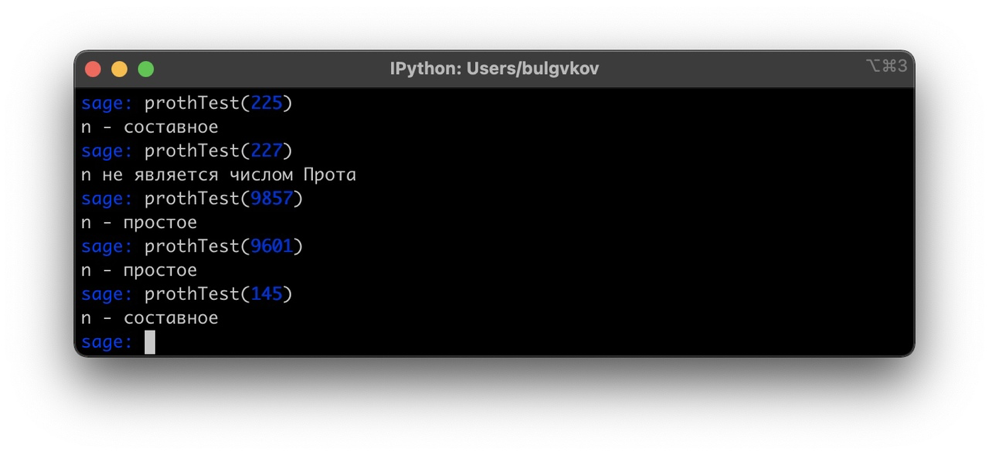 IPython: Users/bulgvkov
⌥⌘3
sage: prothTest(225)
n - составное
sage: prothTest(227)
n не является числом Прота
sage: prothTest(9857)
n - простое
sage: prothTest(9601)
n - простое
sage: prothTest(145)
n - составное
sage: